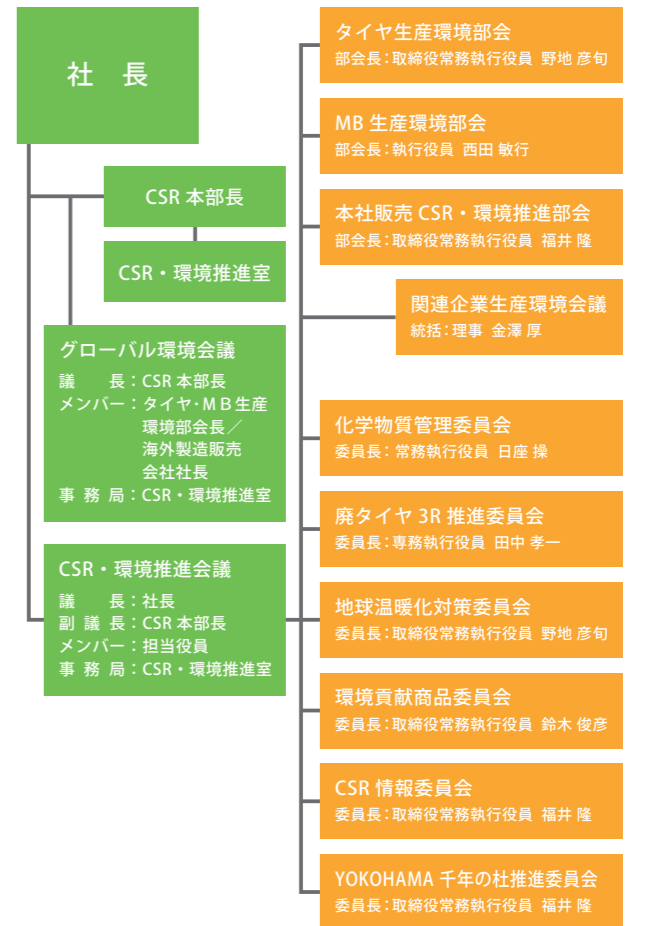 社　長
CSR 本部長
CSR・環境推進室
グローバル環境会議
議　　長：CSR 本部長
メンバー：タイヤ・ＭＢ生産
環境部会長／
海外製造販売
会社社長
事 務 局：CSR・環境推進室
CSR・環境推進会議
議　　長：社長
副 議 長：CSR 本部長
メンバー：担当役員
事 務 局：CSR・環境推進室
タイヤ生産環境部会
部会長：取締役常務執行役員 野地 彦旬
MB 生産環境部会
部会長：執行役員 西田 敏行
本社販売 CSR・環境推進部会
部会長：取締役常務執行役員 福井 隆
関連企業生産環境会議
統括：理事 金澤 厚
化学物質管理委員会
委員長：常務執行役員 日座 操
廃タイヤ 3R 推進委員会
委員長：専務執行役員 田中 孝一
地球温暖化対策委員会
委員長：取締役常務執行役員 野地 彦旬
環境貢献商品委員会
委員長：取締役常務執行役員 鈴木 俊彦
CSR 情報委員会
委員長：取締役常務執行役員 福井 隆
YOKOHAMA 千年の杜推進委員会
委員長：取締役常務執行役員 福井 隆